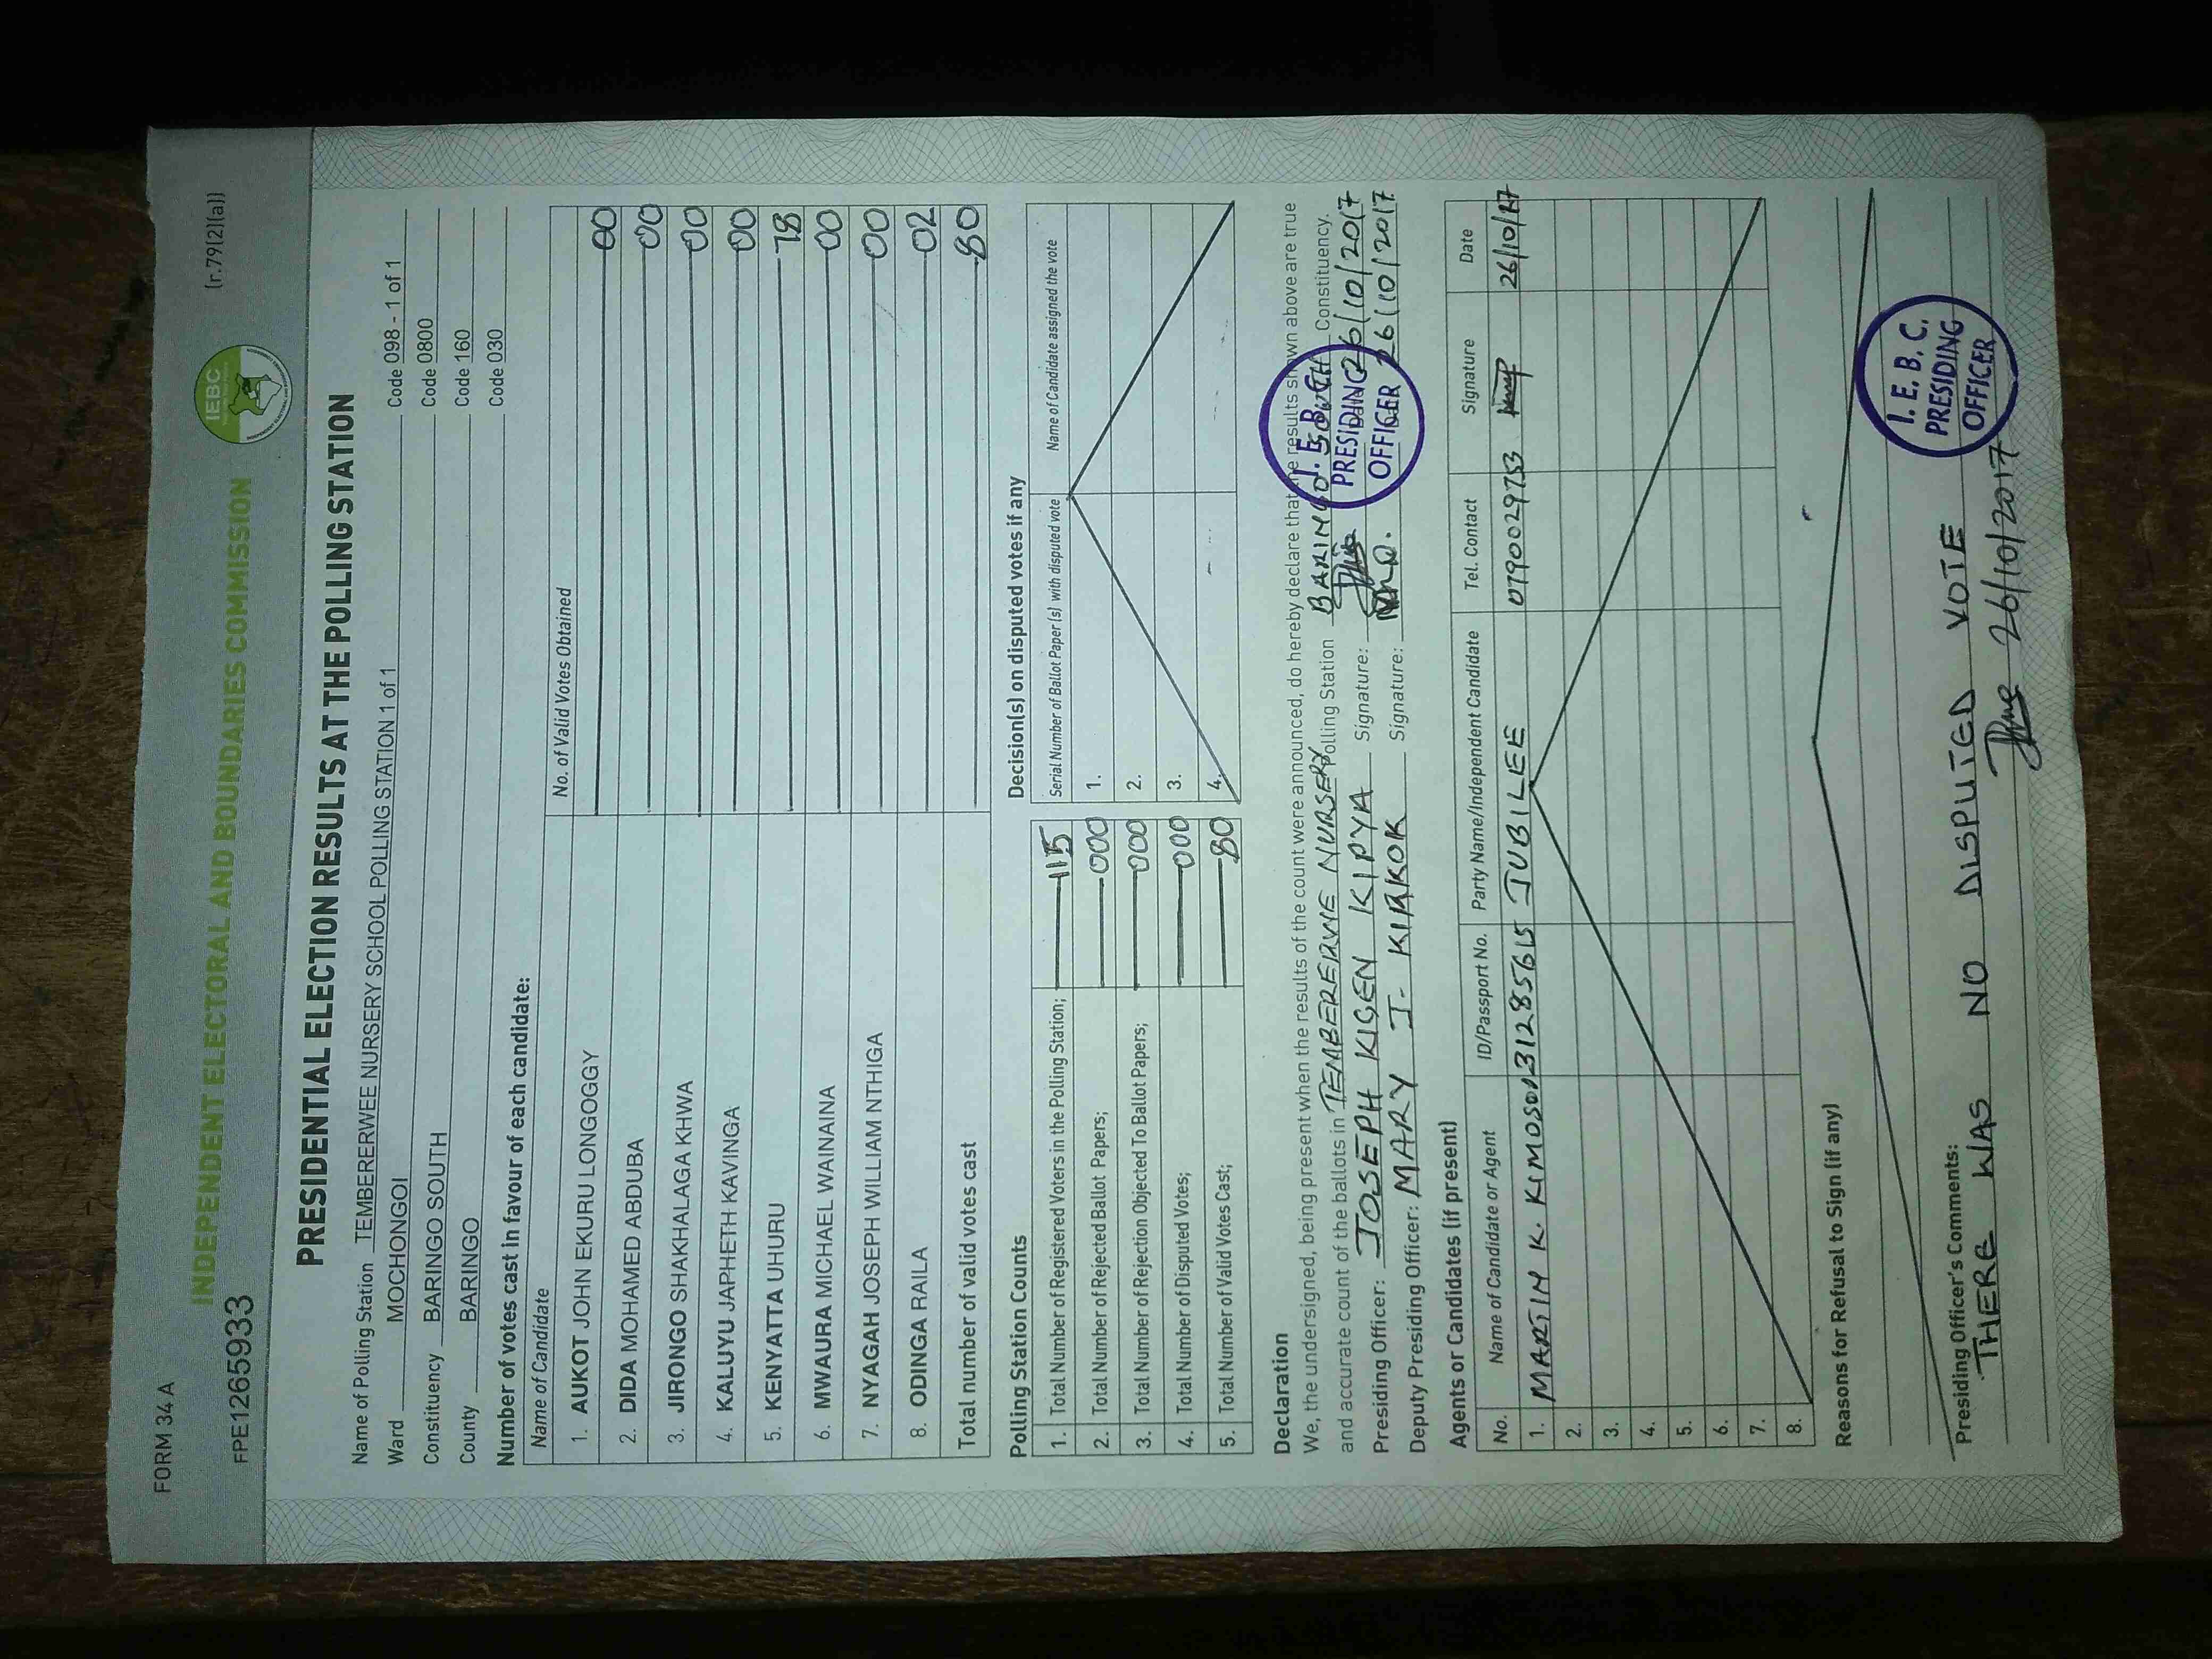 FORM 34 A
(r.79(2)(a))
INDEPENDENT ELECTORAL AND BOUNDARIES COMMISSION
IEBC
FPE1265933
PRESIDENTIAL ELECTION RESULTS AT THE POLLING STATION
Name of Polling Station TEMBERERWEE NURSERY SCHOOL POLLING STATION 1 of 1 Code 098 - 1 of 1
Ward MOCHONGOI Code 0800
Constituency BARINGO SOUTH Code 160
County BARINGO Code 030
Number of votes cast in favour of each candidate:
Name of Candidate No. of Valid Votes Obtained
1. AUKOT JOHN EKURU LONGOGGY 00
2. DIDA MOHAMED ABDUBA 00
3. JIRONGO SHAKHALAGA KHWA 00
4. KALUYU JAPHETH KAVINGA 00
5. KENYATTA UHURU 78
6. MWAURA MICHAEL WAINAINA 00
7. NYAGAH JOSEPH WILLIAM NTHIGA 00
8. ODINGA RAILA 02
Total number of valid votes cast 80
Polling Station Counts
1. Total Number of Registered Voters in the Polling Station; 115
2. Total Number of Rejected Ballot Papers; 000
3. Total Number of Rejection Objected To Ballot Papers; 000
4. Total Number of Disputed Votes; 000
5. Total Number of Valid Votes Cast; 80
Decision(s) on disputed votes if any
Serial Number of Ballot Paper (s) with disputed vote Name of Candidate assigned the vote
1.
2.
3.
4.
Declaration
We, the undersigned, being present when the results of the count were announced, do hereby declare that the results shown above are true
and accurate count of the ballots in TEMBERERWE NURSERY Polling Station BARINGO SOUTH Constituency.
Presiding Officer: JOSEPH KIGEN KIPYA Signature: 26/10/2017
Deputy Presiding Officer: MARY J. KIRKOK Signature: 26/10/2017
I. E. B. C.
PRESIDING
OFFICER
Agents or Candidates (if present)
No. Name of Candidate or Agent ID/Passport No. Party Name/Independent Candidate Tel. Contact Signature Date
1. MARTIN K. KIMOSOP JUBILEE 0790029753 26/10/17
2.
3.
4.
5.
6.
7.
8.
Reasons for Refusal to Sign (if any)
Presiding Officer's Comments:
THERE WAS NO DISPUTED VOTE
26/10/2017
I. E. B. C.
PRESIDING
OFFICER